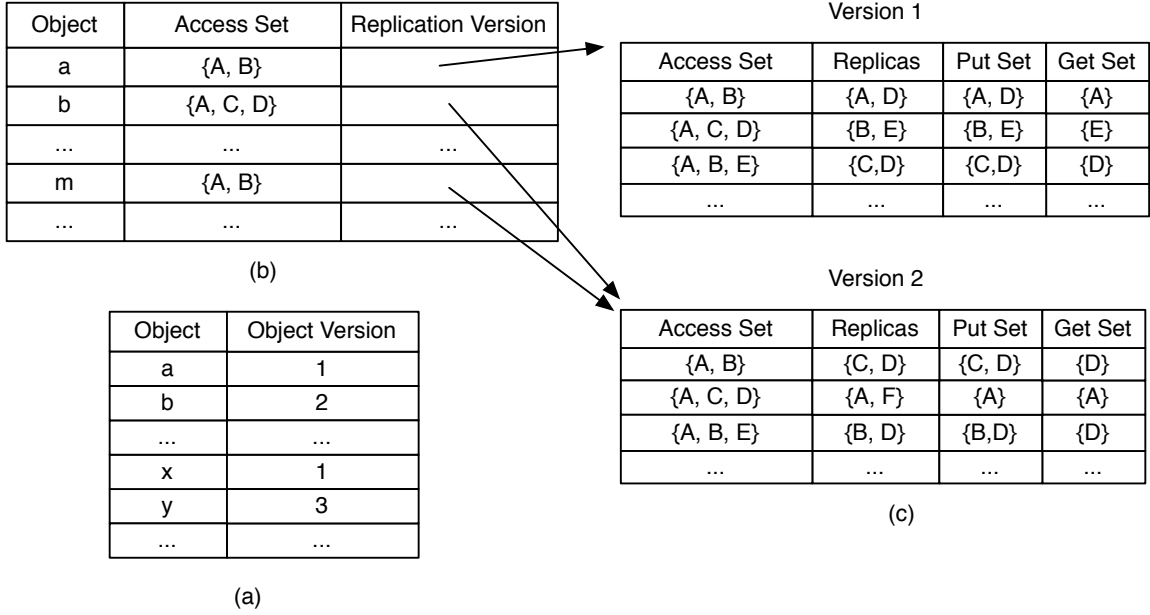 Object Access Set Replication Version
a {A, B}
b {A, C, D}
... ... ...
m {A, B}
... ... ...
(b)
Object Object Version
a 1
b 2
... ...
x 1
y 3
... ...
(a)
Version 1
Access Set Replicas Put Set Get Set
{A, B} {A, D} {A, D} {A}
{A, C, D} {B, E} {B, E} {E}
{A, B, E} {C,D} {C,D} {D}
... ... ... ...
Version 2
Access Set Replicas Put Set Get Set
{A, B} {C, D} {C, D} {D}
{A, C, D} {A, F} {A} {A}
{A, B, E} {B, D} {B,D} {D}
... ... ... ...
(c)